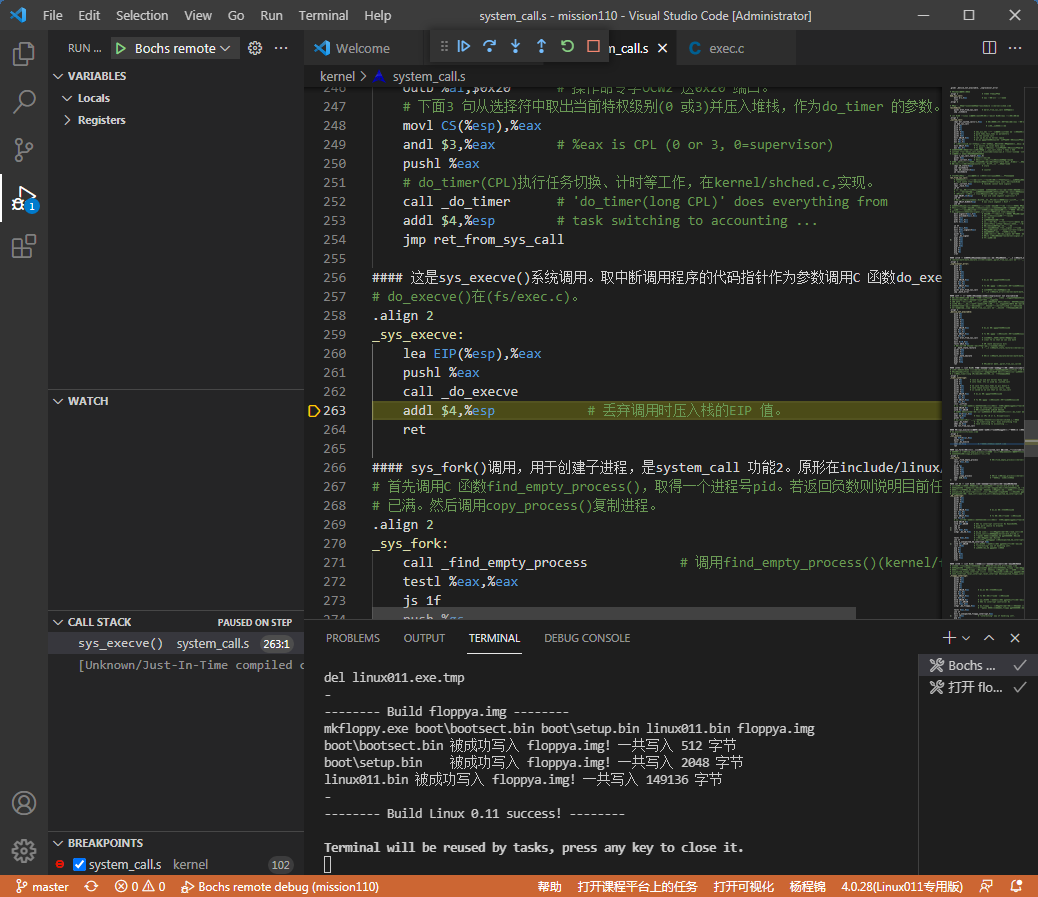 File Edit Selection View Go Run Terminal Help system_call.s - mission110 - Visual Studio Code [Administrator]
RUN ... Bochs remote
Welcome
m_call.s
exec.c
kernel > system_call.s
VARIABLES
Locals
Registers
WATCH
CALL STACK PAUSED ON STEP
sys_execve() system_call.s 263:1
[Unknown/Just-In-Time compiled c
BREAKPOINTS
system_call.s kernel 102
246 outb %al,$0x20 # 操作命令字OCW2 送0x20 端口。
247 # 下面3 句从选择符中取出当前特权级别(0 或3)并压入堆栈，作为do_timer 的参数。
248 movl CS(%esp),%eax
249 andl $3,%eax # %eax is CPL (0 or 3, 0=supervisor)
250 pushl %eax
251 # do_timer(CPL)执行任务切换、计时等工作，在kernel/shched.c,实现。
252 call _do_timer # 'do_timer(long CPL)' does everything from
253 addl $4,%esp # task switching to accounting ...
254 jmp ret_from_sys_call
255
256 #### 这是sys_execve()系统调用。取中断调用程序的代码指针作为参数调用C 函数do_exe
257 # do_execve()在(fs/exec.c)。
258 .align 2
259 _sys_execve:
260 lea EIP(%esp),%eax
261 pushl %eax
262 call _do_execve
263 addl $4,%esp # 丢弃调用时压入栈的EIP 值。
264 ret
265
266 #### sys_fork()调用，用于创建子进程，是system_call 功能2。原形在include/linux/
267 # 首先调用C 函数find_empty_process()，取得一个进程号pid。若返回负数则说明目前任
268 # 已满。然后调用copy_process()复制进程。
269 .align 2
270 _sys_fork:
271 call _find_empty_process # 调用find_empty_process()(kernel/f
272 testl %eax,%eax
273 js 1f
274 push %gs
PROBLEMS OUTPUT TERMINAL DEBUG CONSOLE
Bochs ...
打开 flo...
del linux011.exe.tmp
-
-------- Build floppya.img --------
mkfloppy.exe boot\bootsect.bin boot\setup.bin linux011.bin floppya.img
boot\bootsect.bin 被成功写入 floppya.img! 一共写入 512 字节
boot\setup.bin 被成功写入 floppya.img! 一共写入 2048 字节
linux011.bin 被成功写入 floppya.img! 一共写入 149136 字节
-
-------- Build Linux 0.11 success! --------
Terminal will be reused by tasks, press any key to close it.
master 0 0 Bochs remote debug (mission110) 帮助 打开课程平台上的任务 打开可视化 杨程锦 4.0.28(Linux011专用版)